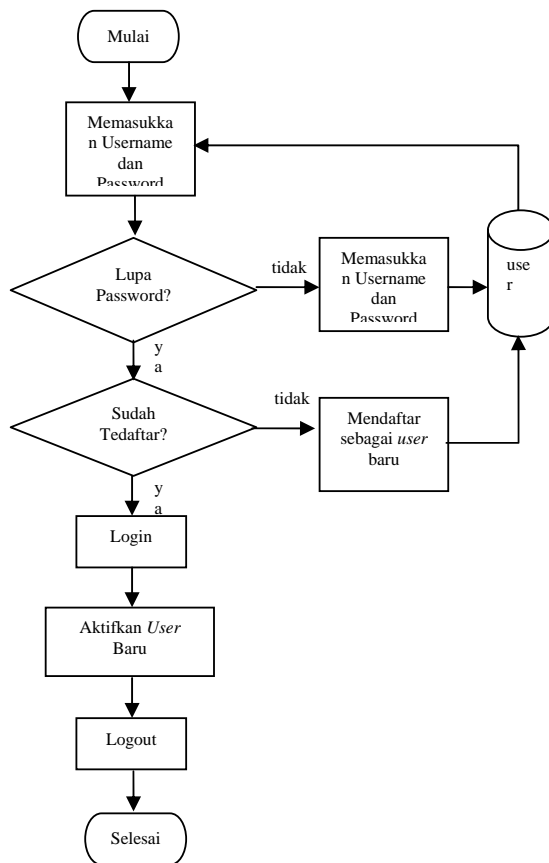 Mulai
Memasukka
n Username
dan
Password
Lupa
Password?
tidak
Memasukka
n Username
dan
Password
use
r
y
a
Sudah
Tedaftar?
tidak
Mendaftar
sebagai user
baru
y
a
Login
Aktifkan User
Baru
Logout
Selesai